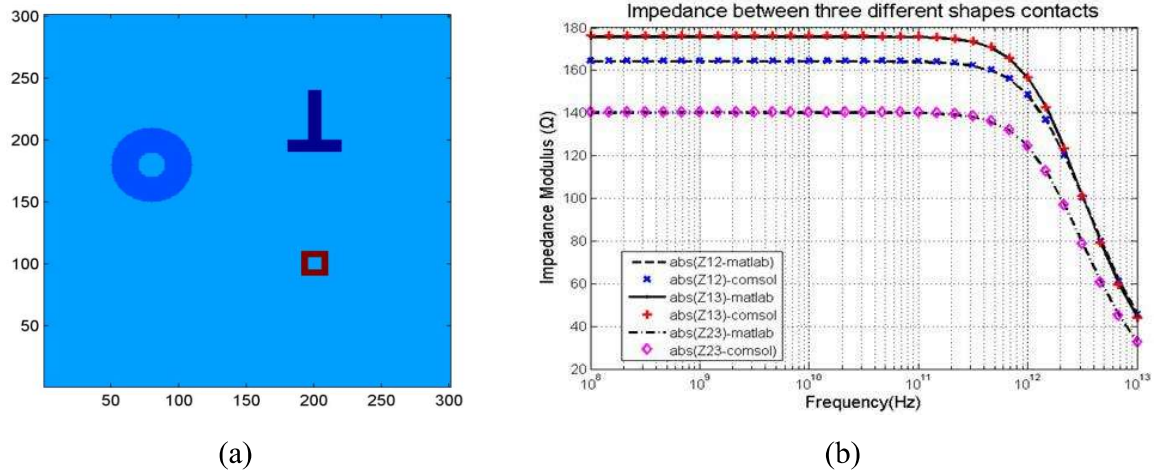 300
250
200
150
100
50
50 100 150 200 250 300
(a)
Impedance between three different shapes contacts
Impedance Modulus (Ω)
180
160
140
120
100
80
60
40
20
abs(Z12-matlab)
abs(Z12)-comsol
abs(Z13)-matlab
abs(Z13)-comsol
abs(Z23)-matlab
abs(Z23-comsol)
10^8 10^9 10^10 10^11 10^12 10^13
Frequency(Hz)
(b)